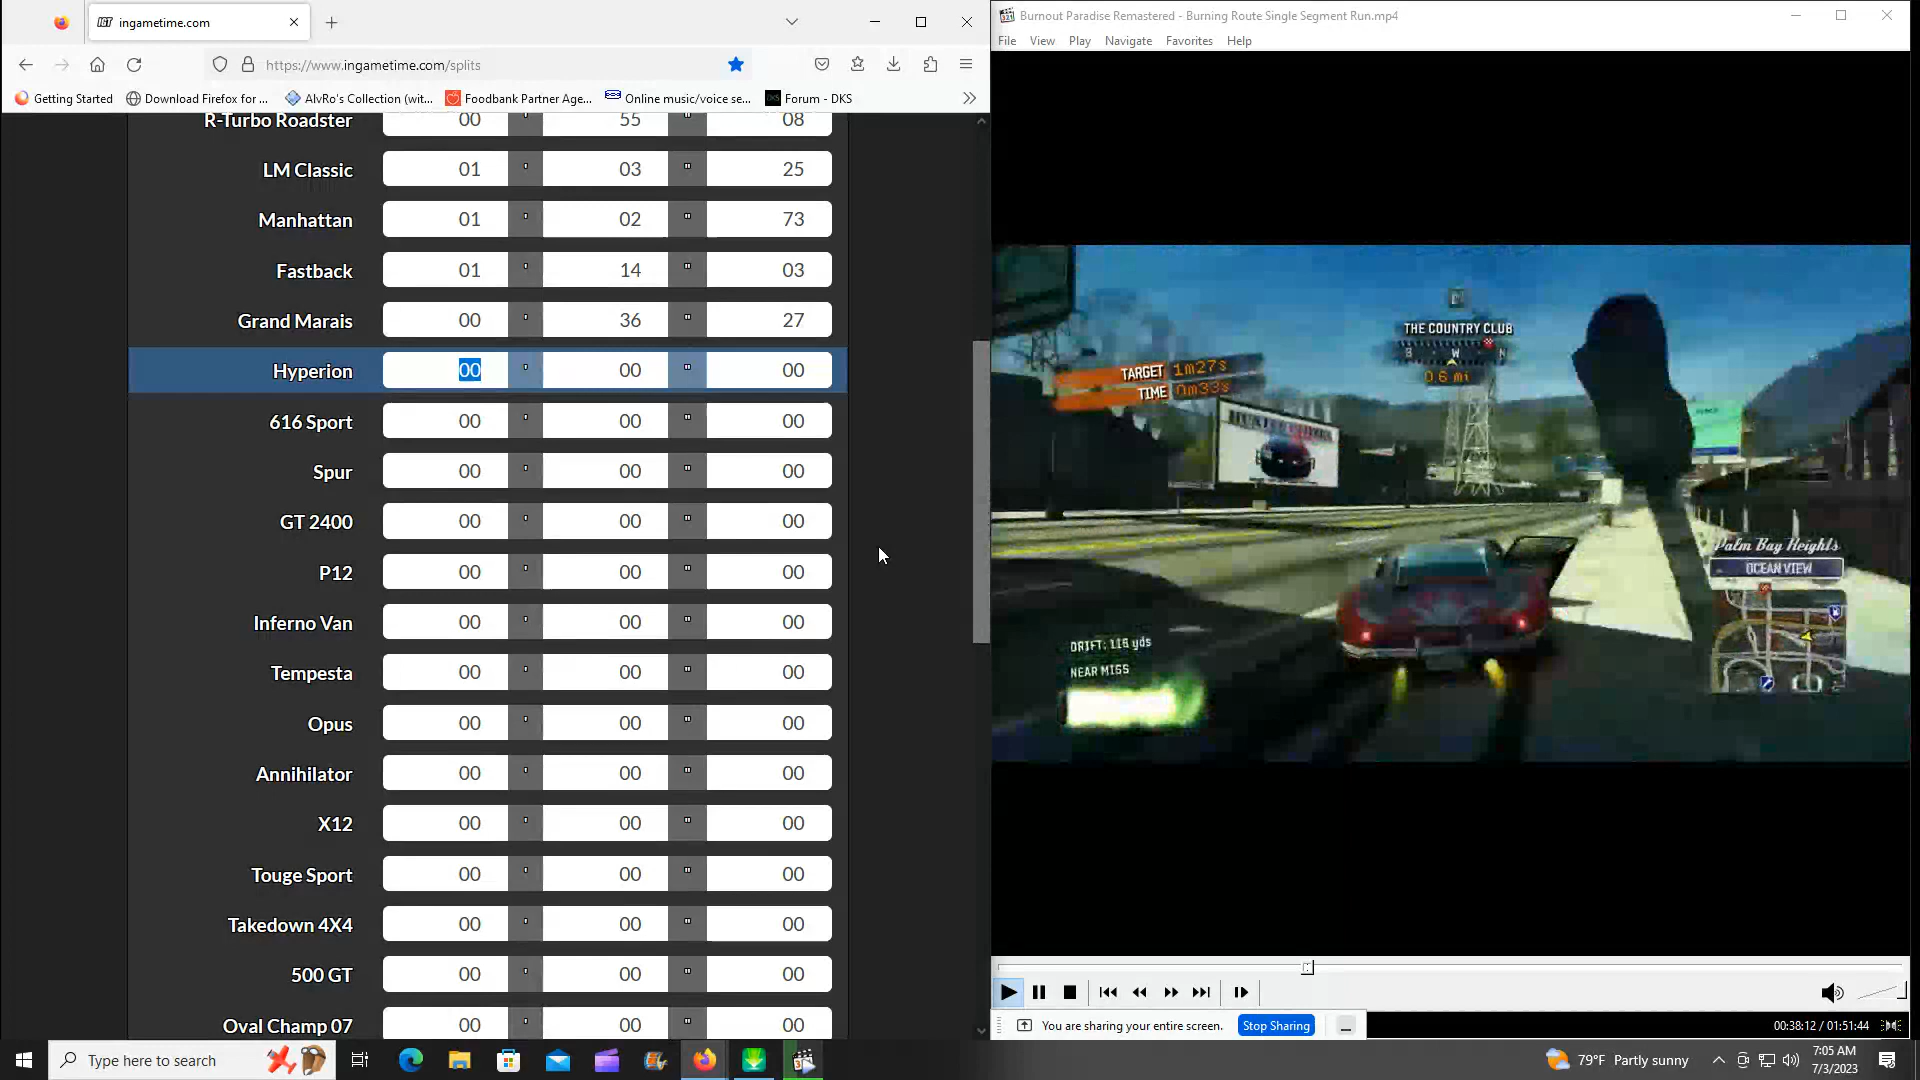 ingametime.com
https://www.ingametime.com/splits
Getting Started
Download Firefox for ...
AlvRo's Collection (wit...
Foodbank Partner Age...
Online music/voice se...
Forum - DKS
R-Turbo Roadster 00 55 08
LM Classic 01 ' 03 " 25
Manhattan 01 ' 02 " 73
Fastback 01 ' 14 " 03
Grand Marais 00 ' 36 " 27
Hyperion 00 ' 00 " 00
616 Sport 00 ' 00 " 00
Spur 00 ' 00 " 00
GT 2400 00 ' 00 " 00
P12 00 ' 00 " 00
Inferno Van 00 ' 00 " 00
Tempesta 00 ' 00 " 00
Opus 00 ' 00 " 00
Annihilator 00 ' 00 " 00
X12 00 ' 00 " 00
Touge Sport 00 ' 00 " 00
Takedown 4X4 00 ' 00 " 00
500 GT 00 ' 00 " 00
Oval Champ 07 00 ' 00 " 00
Burnout Paradise Remastered - Burning Route Single Segment Run.mp4
File View Play Navigate Favorites Help
THE COUNTRY CLUB
W N
0.6 mi
TARGET 1m27s
TIME 0m33s
Palm Bay Heights
OCEAN VIEW
DRIFT: 116 yds
NEAR MISS
You are sharing your entire screen.
Stop Sharing
00:38:12 / 01:51:44
Type here to search
79°F Partly sunny
7:05 AM
7/3/2023